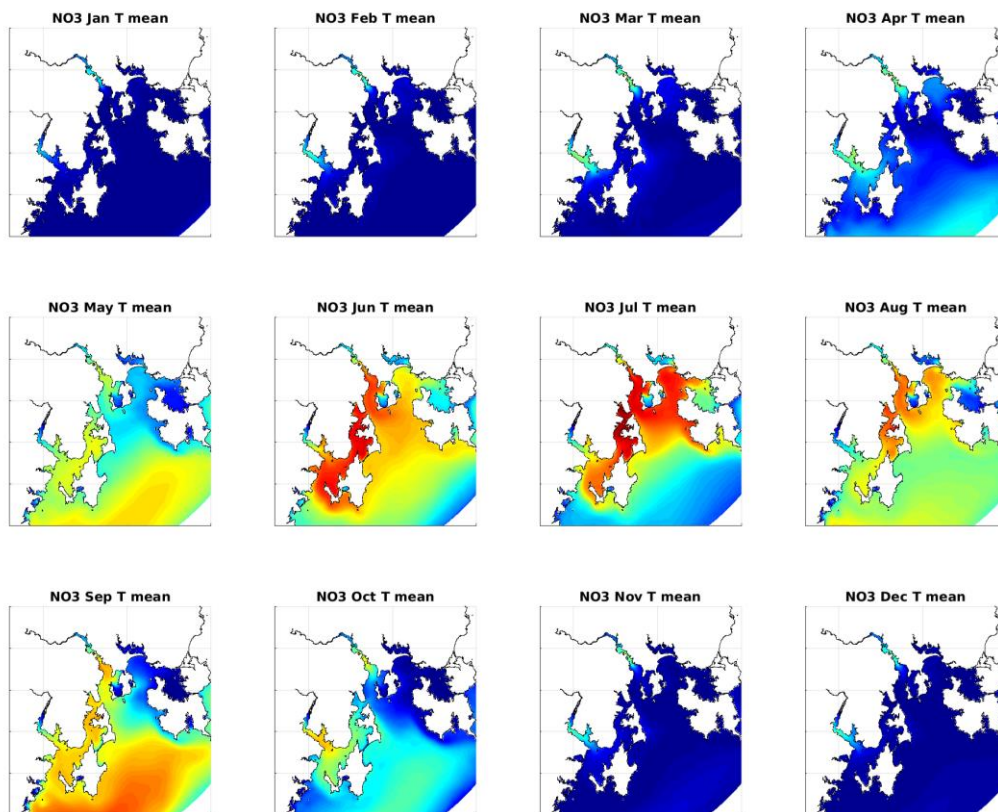 NO3 Jan T mean
NO3 Feb T mean
NO3 Mar T mean
NO3 Apr T mean
NO3 May T mean
NO3 Jun T mean
NO3 Jul T mean
NO3 Aug T mean
NO3 Sep T mean
NO3 Oct T mean
NO3 Nov T mean
NO3 Dec T mean